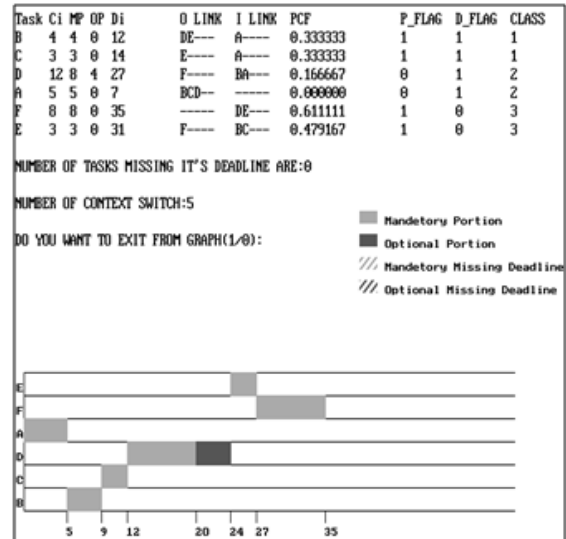 Task Ci MP OP Di O LINK I LINK PCF P_FLAG D_FLAG CLASS
B 4 4 0 12 DE--- A---- 0.333333 1 1 1
C 3 3 0 14 E---- A---- 0.333333 1 1 1
D 12 8 4 27 F---- BA--- 0.166667 0 1 2
A 5 5 0 7 BCD-- ----- 0.000000 0 1 2
F 8 8 0 35 ----- DE--- 0.611111 1 0 3
E 3 3 0 31 F---- BC--- 0.479167 1 0 3
NUMBER OF TASKS MISSING IT'S DEADLINE ARE:0
NUMBER OF CONTEXT SWITCH:5
DO YOU WANT TO EXIT FROM GRAPH(1/0):
Mandetory Portion
Optional Portion
Mandetory Missing Deadline
Optional Missing Deadline
E
F
A
D
C
B
5 9 12 20 24 27 35